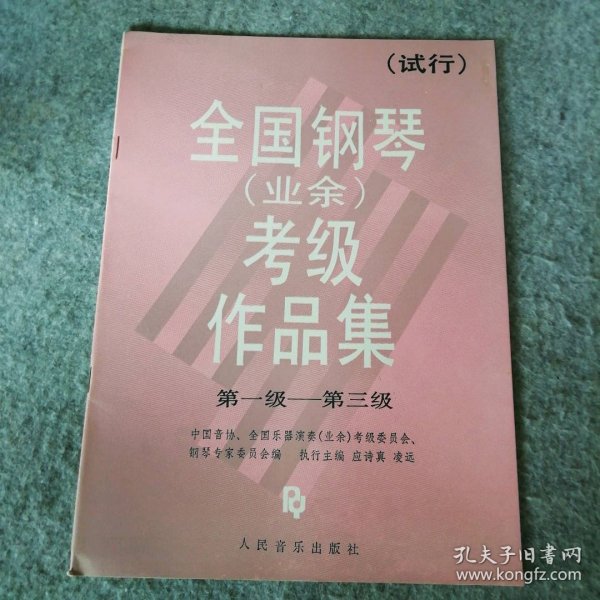 （试行）
全国钢琴
（业余）
考级
作品集
第一级——第三级
中国音协、全国乐器演奏(业余)考级委员会、
钢琴专家委员会编 执行主编 应诗真 凌远
人民音乐出版社
孔夫子旧书网
www.kongfz.com